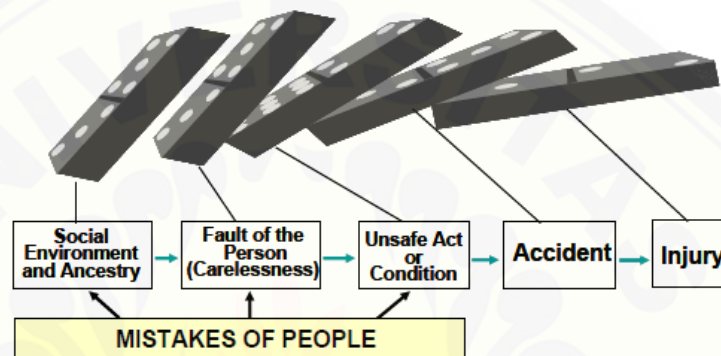 Social
Environment
and Ancestry
Fault of the
Person
(Carelessness)
Unsafe Act
or
Condition
Accident
Injury
MISTAKES OF PEOPLE